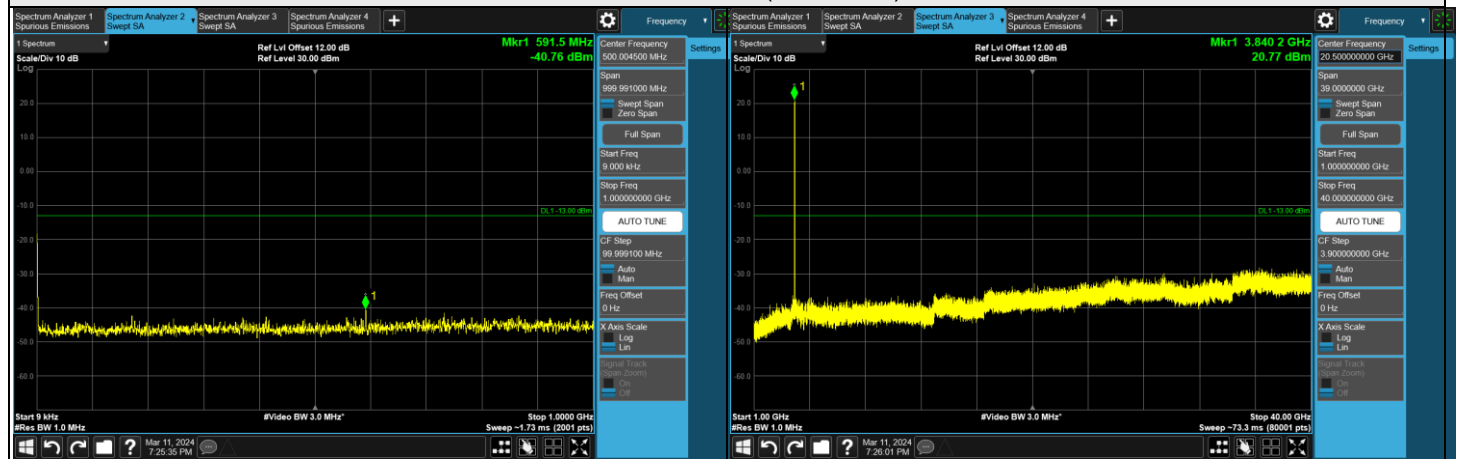 Spectrum Analyzer 1
Spurious Emissions
Spectrum Analyzer 2
Swept SA
Spectrum Analyzer 3
Swept SA
Spectrum Analyzer 4
Spurious Emissions
Frequency
1 Spectrum
Scale/Div 10 dB
Log
Ref Lvl Offset 12.00 dB
Ref Level 30.00 dBm
Mkr1 591.5 MHz
-40.76 dBm
20.0
10.0
0.00
-10.0
-20.0
-30.0
-40.0
-50.0
-60.0
DL1 -13.00 dBm
1
Start 9 kHz
#Res BW 1.0 MHz
#Video BW 3.0 MHz*
Stop 1.0000 GHz
Sweep ~1.73 ms (2001 pts)
Center Frequency
500.004500 MHz
Settings
Span
999.991000 MHz
Swept Span
Zero Span
Full Span
Start Freq
9.000 kHz
Stop Freq
1.000000000 GHz
AUTO TUNE
CF Step
99.999100 MHz
Auto
Man
Freq Offset
0 Hz
X Axis Scale
Log
Lin
Signal Track
(Span Zoom)
On
Off
?
Mar 11, 2024
7:25:35 PM
Spectrum Analyzer 1
Spurious Emissions
Spectrum Analyzer 2
Swept SA
Spectrum Analyzer 3
Swept SA
Spectrum Analyzer 4
Spurious Emissions
Frequency
1 Spectrum
Scale/Div 10 dB
Log
Ref Lvl Offset 12.00 dB
Ref Level 30.00 dBm
Mkr1 3.840 2 GHz
20.77 dBm
20.0
10.0
0.00
-10.0
-20.0
-30.0
-40.0
-50.0
-60.0
DL1 -13.00 dBm
1
Start 1.00 GHz
#Res BW 1.0 MHz
#Video BW 3.0 MHz*
Stop 40.00 GHz
Sweep ~73.3 ms (80001 pts)
Center Frequency
20.500000000 GHz
Settings
Span
39.0000000 GHz
Swept Span
Zero Span
Full Span
Start Freq
1.000000000 GHz
Stop Freq
40.000000000 GHz
AUTO TUNE
CF Step
3.900000000 GHz
Auto
Man
Freq Offset
0 Hz
X Axis Scale
Log
Lin
Signal Track
(Span Zoom)
On
Off
?
Mar 11, 2024
7:26:01 PM